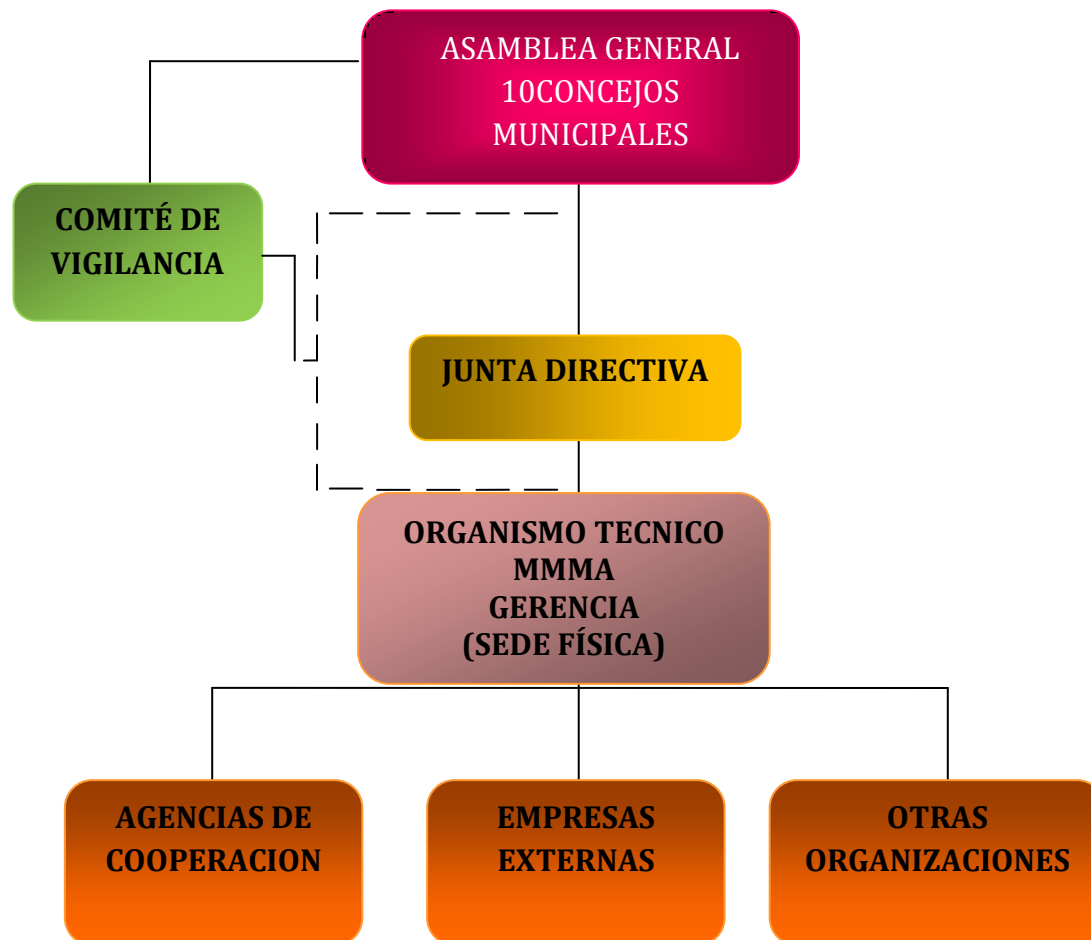 ASAMBLEA GENERAL
10CONCEJOS
MUNICIPALES
COMITÉ DE
VIGILANCIA
JUNTA DIRECTIVA
ORGANISMO TECNICO
MMMA
GERENCIA
(SEDE FÍSICA)
AGENCIAS DE
COOPERACION
EMPRESAS
EXTERNAS
OTRAS
ORGANIZACIONES